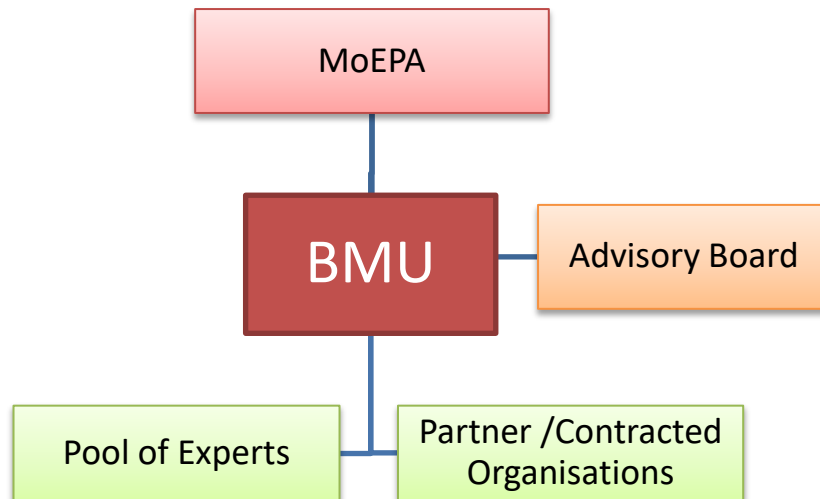 MoEPA
BMU
Advisory Board
Pool of Experts
Partner /Contracted
Organisations